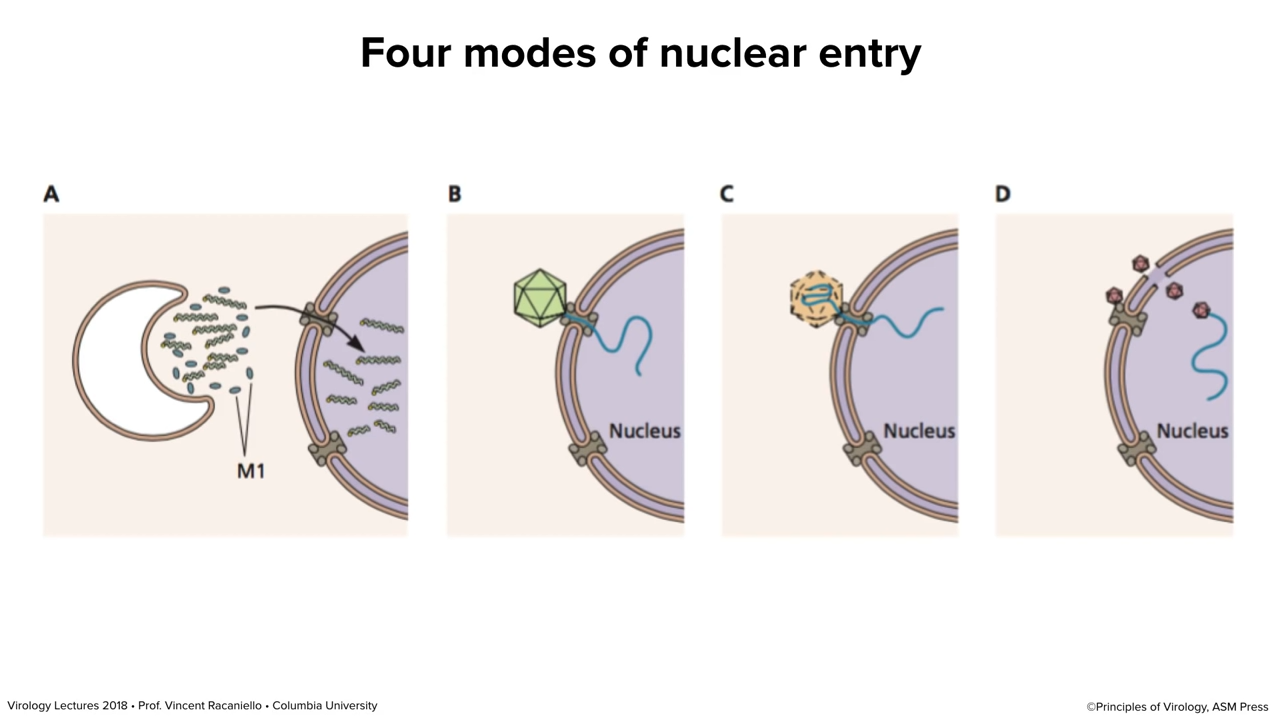 Four modes of nuclear entry
A
B
C
D
M1
Nucleus
Nucleus
Nucleus
Virology Lectures 2018 • Prof. Vincent Racaniello • Columbia University
©Principles of Virology, ASM Press